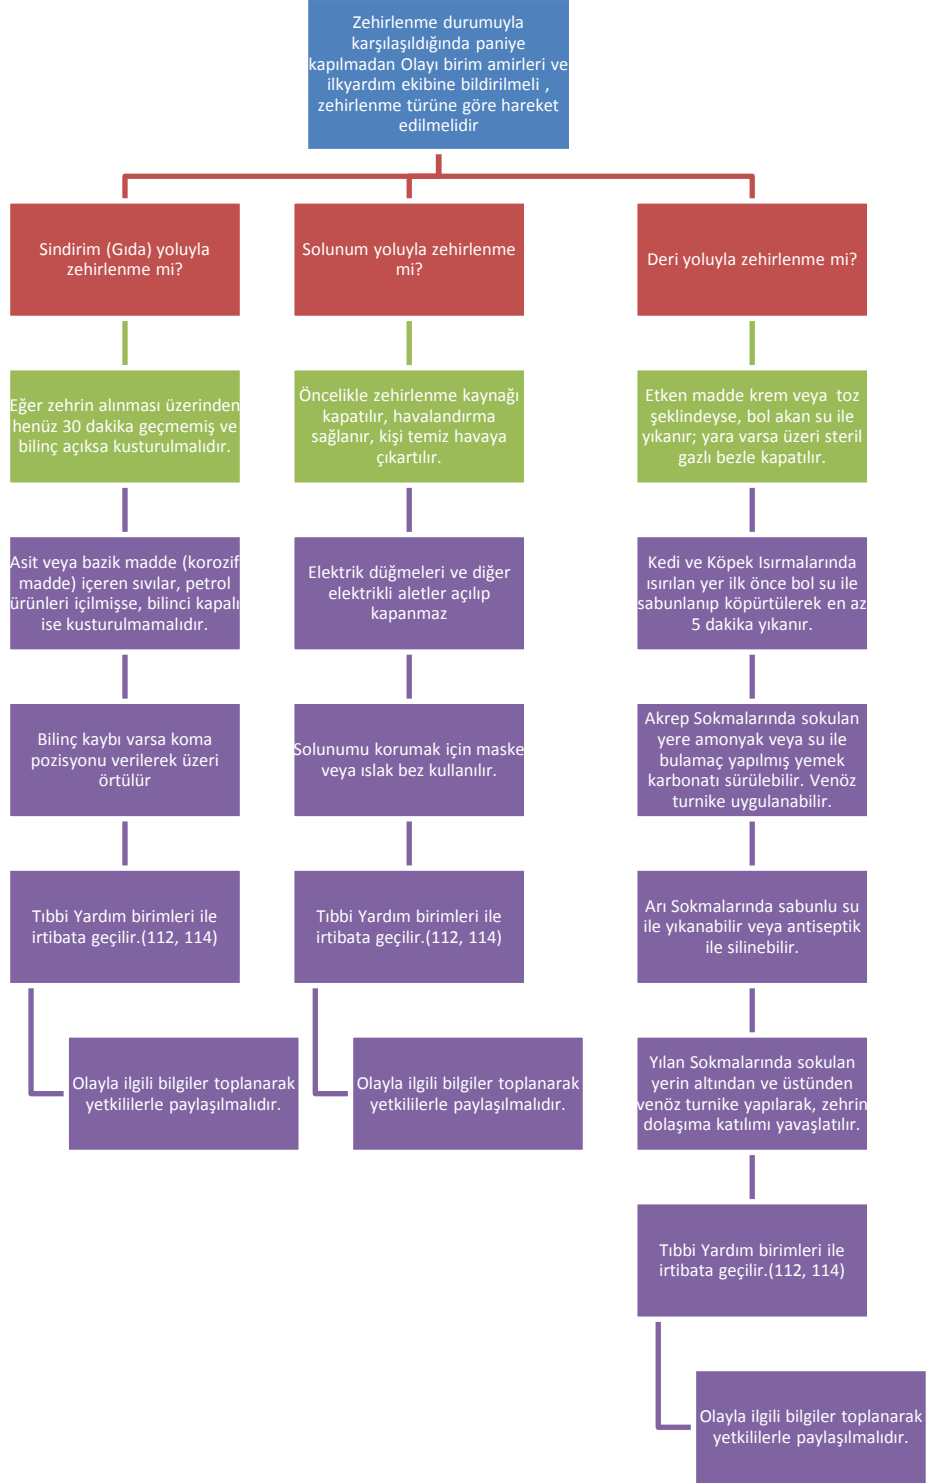 Zehirlenme durumuyla
karşılaşıldığında paniye
kapılmadan Olayı birim amirleri ve
ilkyardım ekibine bildirilmeli ,
zehirlenme türüne göre hareket
edilmelidir
Sindirim (Gıda) yoluyla
zehirlenme mi?
Eğer zehrin alınması üzerinden
henüz 30 dakika geçmemiş ve
bilinç açıksa kusturulmalıdır.
Asit veya bazik madde (korozif
madde) içeren sıvılar, petrol
ürünleri içilmişse, bilinci kapalı
ise kusturulmamalıdır.
Bilinç kaybı varsa koma
pozisyonu verilerek üzeri
örtülür
Tıbbi Yardım birimleri ile
irtibata geçilir.(112, 114)
Olayla ilgili bilgiler toplanarak
yetkililerle paylaşılmalıdır.
Solunum yoluyla zehirlenme
mi?
Öncelikle zehirlenme kaynağı
kapatılır, havalandırma
sağlanır, kişi temiz havaya
çıkartılır.
Elektrik düğmeleri ve diğer
elektrikli aletler açılıp
kapanmaz
Solunumu korumak için maske
veya ıslak bez kullanılır.
Tıbbi Yardım birimleri ile
irtibata geçilir.(112, 114)
Olayla ilgili bilgiler toplanarak
yetkililerle paylaşılmalıdır.
Deri yoluyla zehirlenme mi?
Etken madde krem veya  toz
şeklindeyse, bol akan su ile
yıkanır; yara varsa üzeri steril
gazlı bezle kapatılır.
Kedi ve Köpek Isırmalarında
ısırılan yer ilk önce bol su ile
sabunlanıp köpürtülerek en az
5 dakika yıkanır.
Akrep Sokmalarında sokulan
yere amonyak veya su ile
bulamaç yapılmış yemek
karbonatı sürülebilir. Venöz
turnike uygulanabilir.
Arı Sokmalarında sabunlu su
ile yıkanabilir veya antiseptik
ile silinebilir.
Yılan Sokmalarında sokulan
yerin altından ve üstünden
venöz turnike yapılarak, zehrin
dolaşıma katılımı yavaşlatılır.
Tıbbi Yardım birimleri ile
irtibata geçilir.(112, 114)
Olayla ilgili bilgiler toplanarak
yetkililerle paylaşılmalıdır.